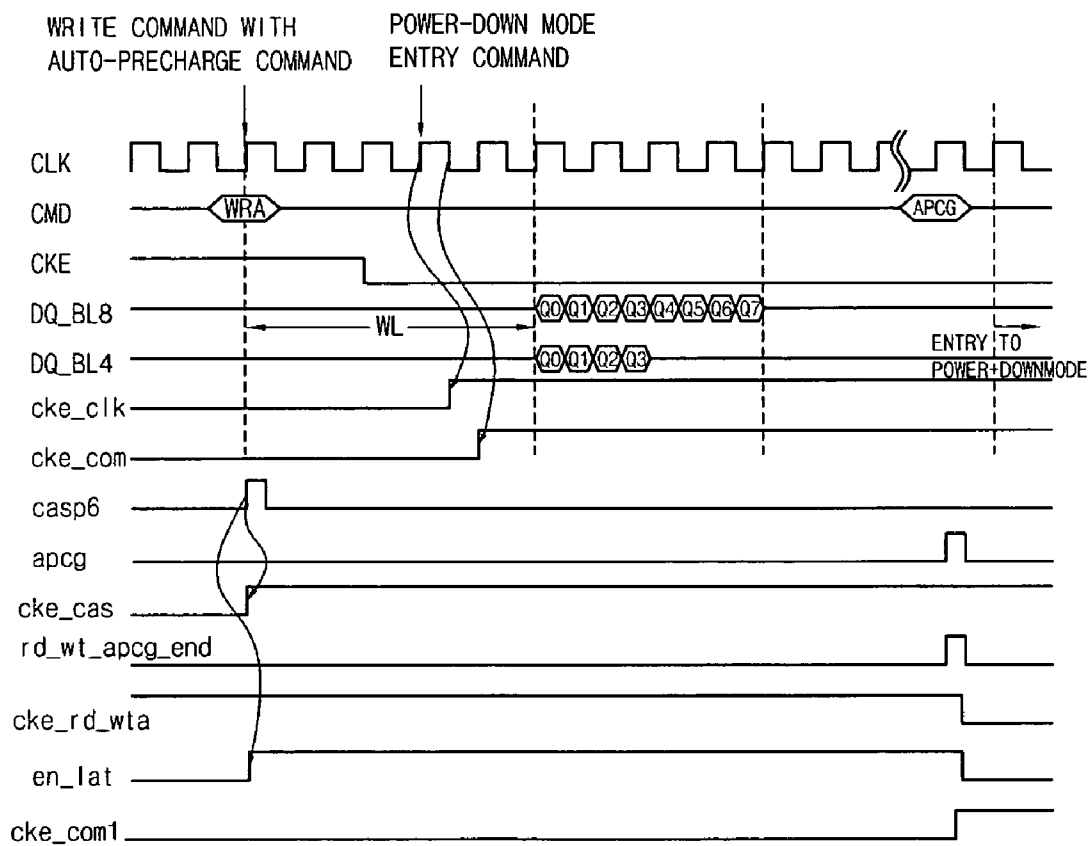 WRITE COMMAND WITH
AUTO-PRECHARGE COMMAND
POWER-DOWN MODE
ENTRY COMMAND
CLK
CMD
WRA
APCG
CKE
DQ_BL8
Q0 Q1 Q2 Q3 Q4 Q5 Q6 Q7
WL
DQ_BL4
Q0 Q1 Q2 Q3
ENTRY TO
POWER+DOWNMODE
cke_clk
cke_com
casp6
apcg
cke_cas
rd_wt_apcg_end
cke_rd_wta
en_lat
cke_com1